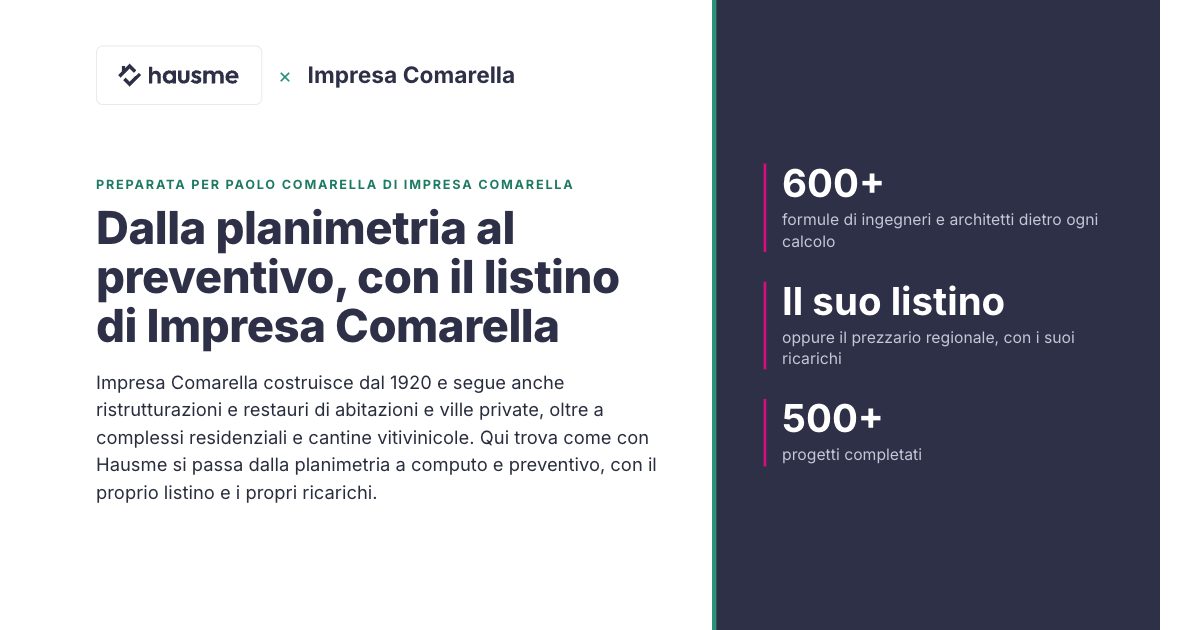 hausme × Impresa Comarella
PREPARATA PER PAOLO COMARELLA DI IMPRESA COMARELLA
Dalla planimetria al
preventivo, con il listino
di Impresa Comarella
Impresa Comarella costruisce dal 1920 e segue anche
ristrutturazioni e restauri di abitazioni e ville private, oltre a
complessi residenziali e cantine vitivinicole. Qui trova come con
Hausme si passa dalla planimetria a computo e preventivo, con il
proprio listino e i propri ricarichi.
600+
formule di ingegneri e architetti dietro ogni
calcolo
Il suo listino
oppure il prezzario regionale, con i suoi
ricarichi
500+
progetti completati